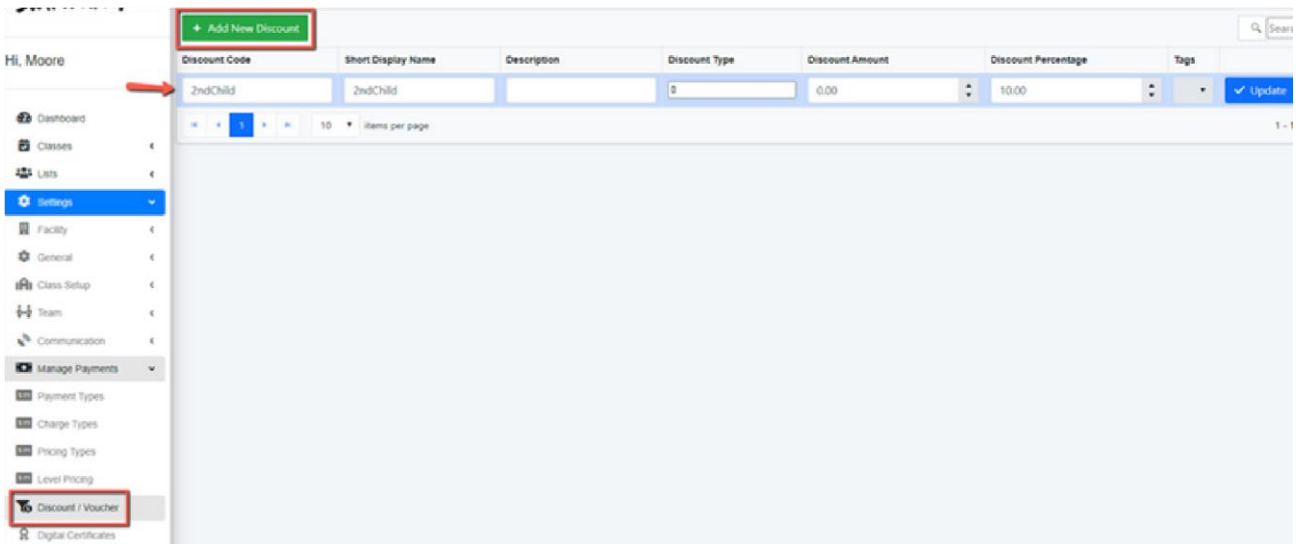 + Add New Discount
Hi, Moore
Discount Code Short Display Name Description Discount Type Discount Amount Discount Percentage Tags
2ndChild 2ndChild 0 0.00 10.00 Update
1 10 items per page 1 - 1
Dashboard
Classes
Lists
Settings
Facility
General
Class Setup
Team
Communication
Manage Payments
Payment Types
Charge Types
Pricing Types
Level Pricing
Discount / Voucher
Digital Certificates